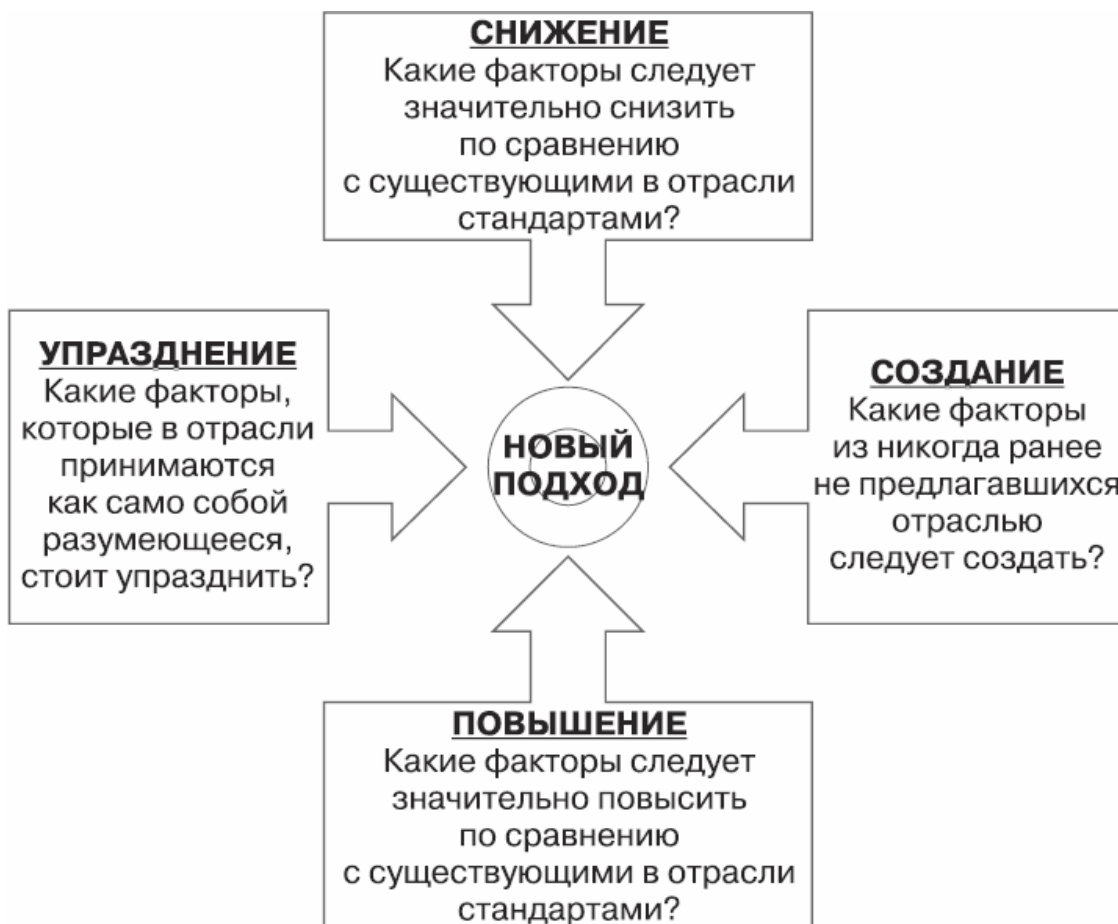 СНИЖЕНИЕ
Какие факторы следует
значительно снизить
по сравнению
с существующими в отрасли
стандартами?
УПРАЗДНЕНИЕ
Какие факторы,
которые в отрасли
принимаются
как само собой
разумеющееся,
стоит упразднить?
НОВЫЙ
ПОДХОД
СОЗДАНИЕ
Какие факторы
из никогда ранее
не предлагавшихся
отраслью
следует создать?
ПОВЫШЕНИЕ
Какие факторы следует
значительно повысить
по сравнению
с существующими в отрасли
стандартами?